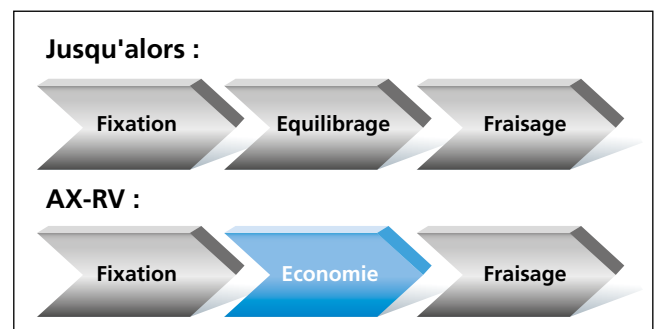 Jusqu'alors :
Fixation Equilibrage Fraisage
AX-RV :
Fixation Economie Fraisage